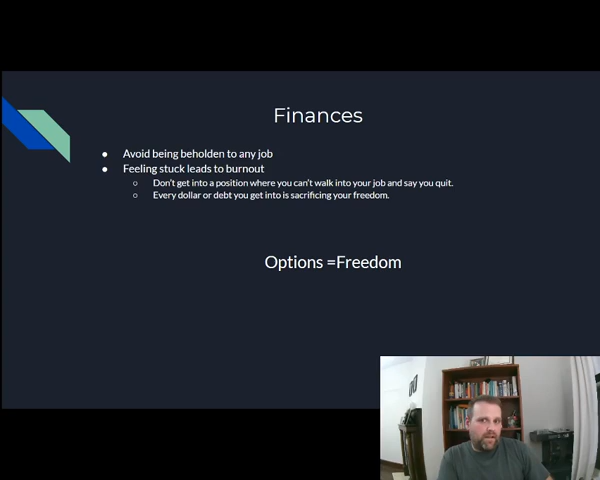 Finances
● Avoid being beholden to any job
● Feeling stuck leads to burnout
○ Don't get into a position where you can't walk into your job and say you quit.
○ Every dollar or debt you get into is sacrificing your freedom.
Options =Freedom